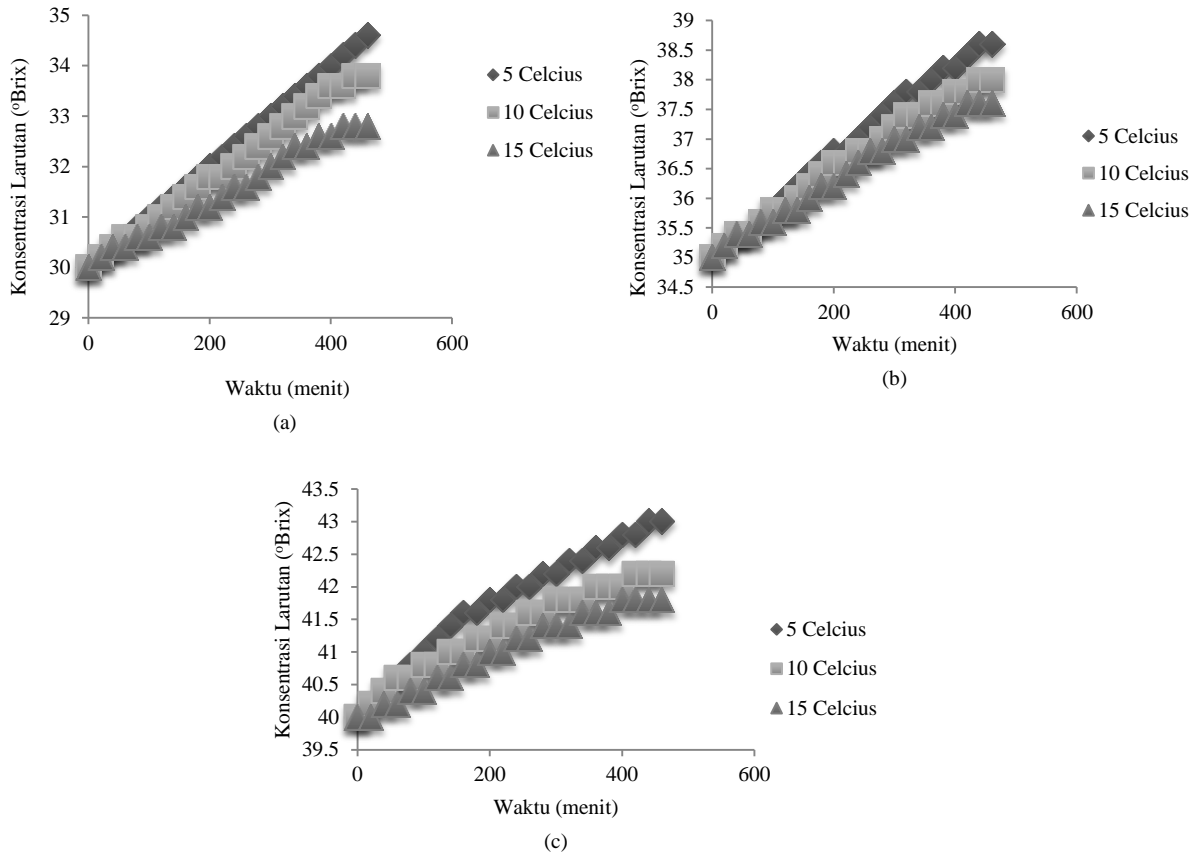 Konsentrasi Larutan (°Brix)
35
34
33
32
31
30
29
0
200
400
600
Waktu (menit)
5 Celcius
10 Celcius
15 Celcius
(a)
Konsentrasi Larutan (°Brix)
39
38.5
38
37.5
37
36.5
36
35.5
35
34.5
0
200
400
600
Waktu (menit)
5 Celcius
10 Celcius
15 Celcius
(b)
Konsentrasi Larutan (°Brix)
43.5
43
42.5
42
41.5
41
40.5
40
39.5
0
200
400
600
Waktu (menit)
5 Celcius
10 Celcius
15 Celcius
(c)